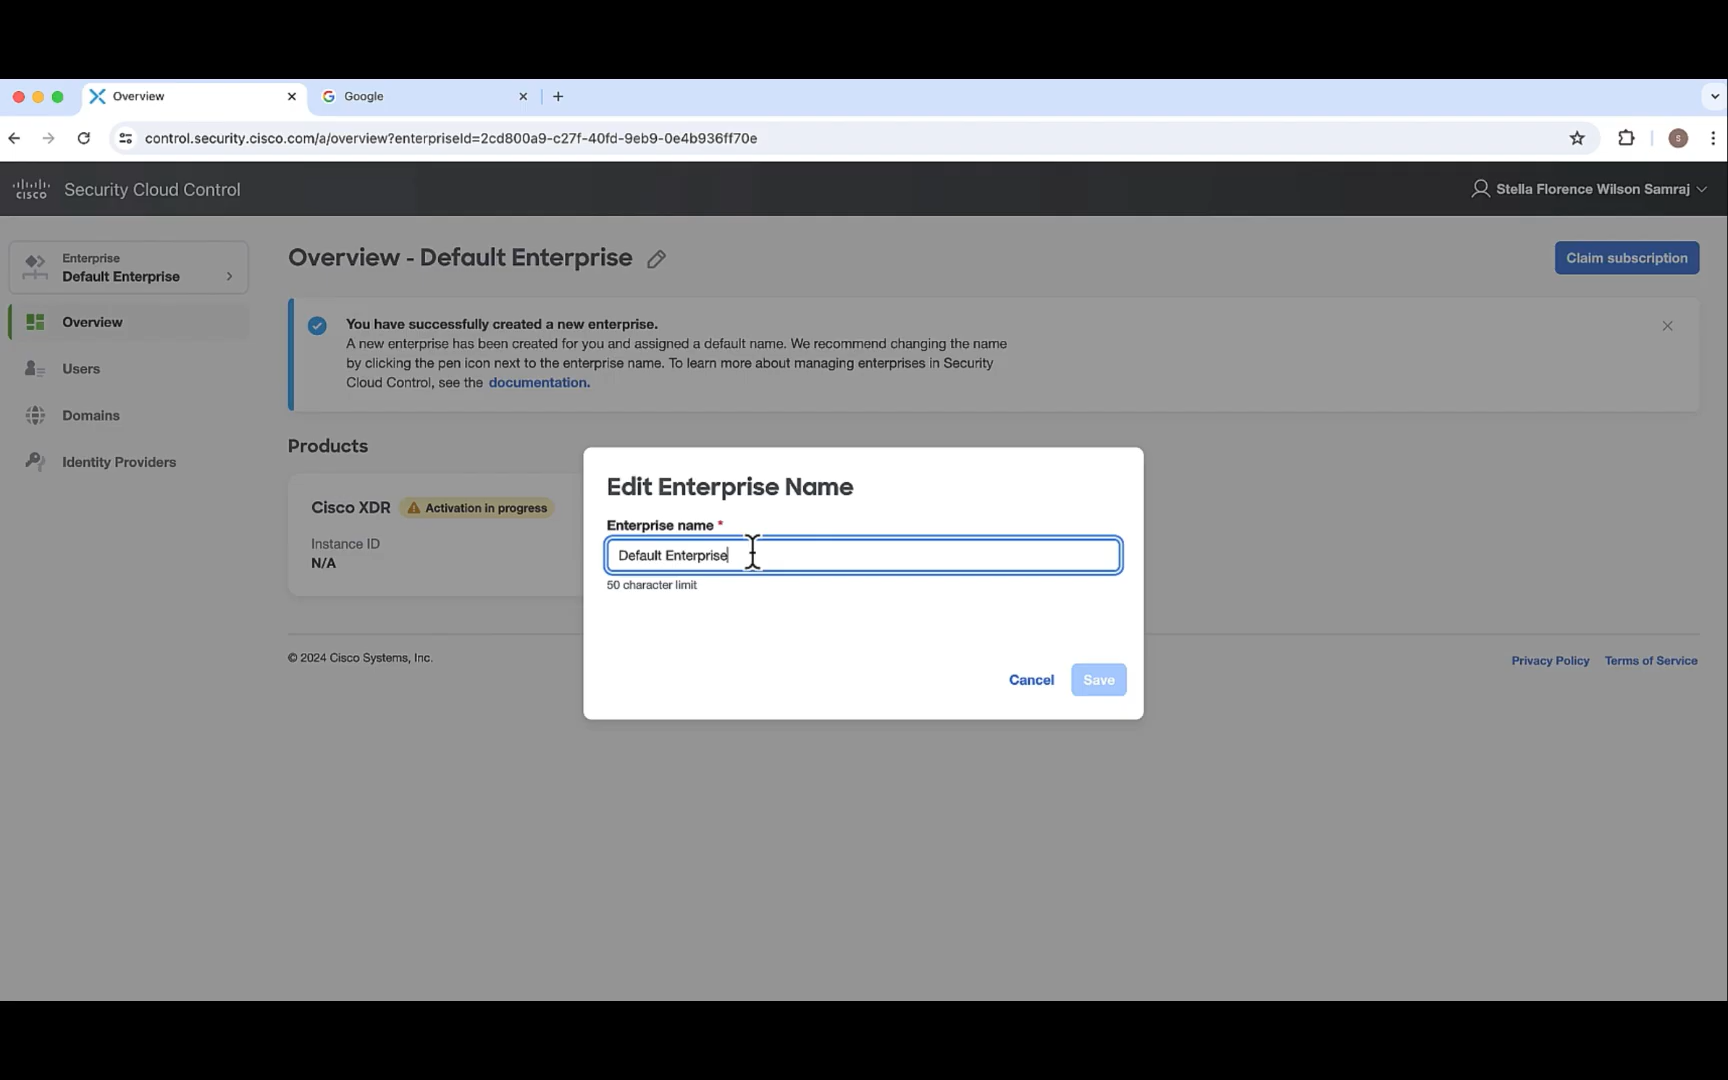 Overview
Google
control.security.cisco.com/a/overview?enterpriseId=2cd800a9-c27f-40fd-9eb9-0e4b936ff70e
S
CISCO
Security Cloud Control
Stella Florence Wilson Samraj
Enterprise
Default Enterprise
Overview
Users
Domains
Identity Providers
Overview - Default Enterprise
Claim subscription
You have successfully created a new enterprise.
A new enterprise has been created for you and assigned a default name. We recommend changing the name
by clicking the pen icon next to the enterprise name. To learn more about managing enterprises in Security
Cloud Control, see the documentation.
Products
Cisco XDR Activation in progress
Instance ID
N/A
Edit Enterprise Name
Enterprise name *
Default Enterprise
50 character limit
Cancel Save
© 2024 Cisco Systems, Inc.
Privacy Policy Terms of Service